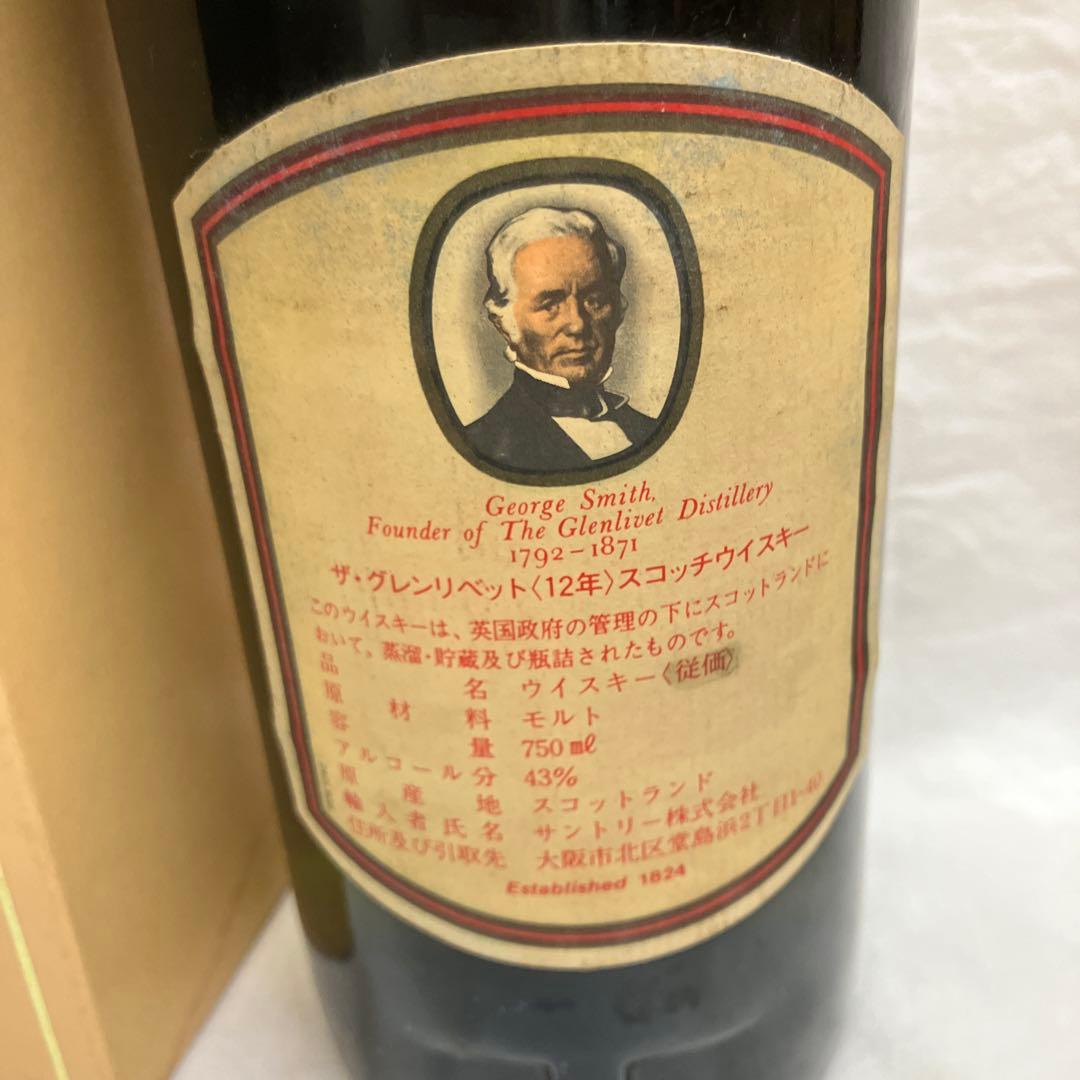 George Smith,
Founder of The Glenlivet Distillery
1792-1871
ザ・グレンリベット〈12年〉スコッチウイスキー
このウイスキーは、英国政府の管理の下にスコットランドに
おいて、蒸溜・貯蔵及び瓶詰されたものです。
品名 ウイスキー〈従価〉
原材料 モルト
容量 750㎖
アルコール分 43%
原産地 スコットランド
輸入者氏名 サントリー株式会社
住所及び引取先 大阪市北区堂島浜2丁目1-40
Established 1824